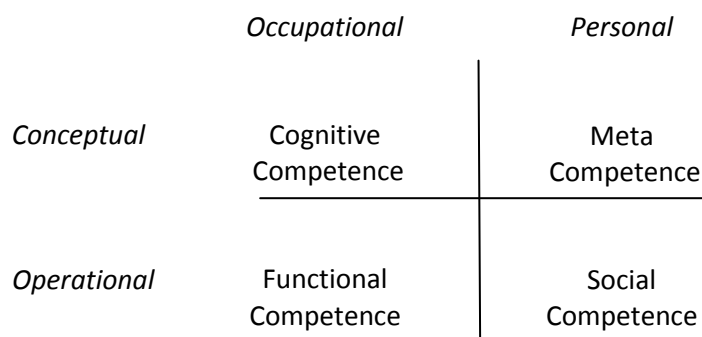 Occupational Personal
Conceptual Cognitive Competence Meta Competence
Operational Functional Competence Social Competence